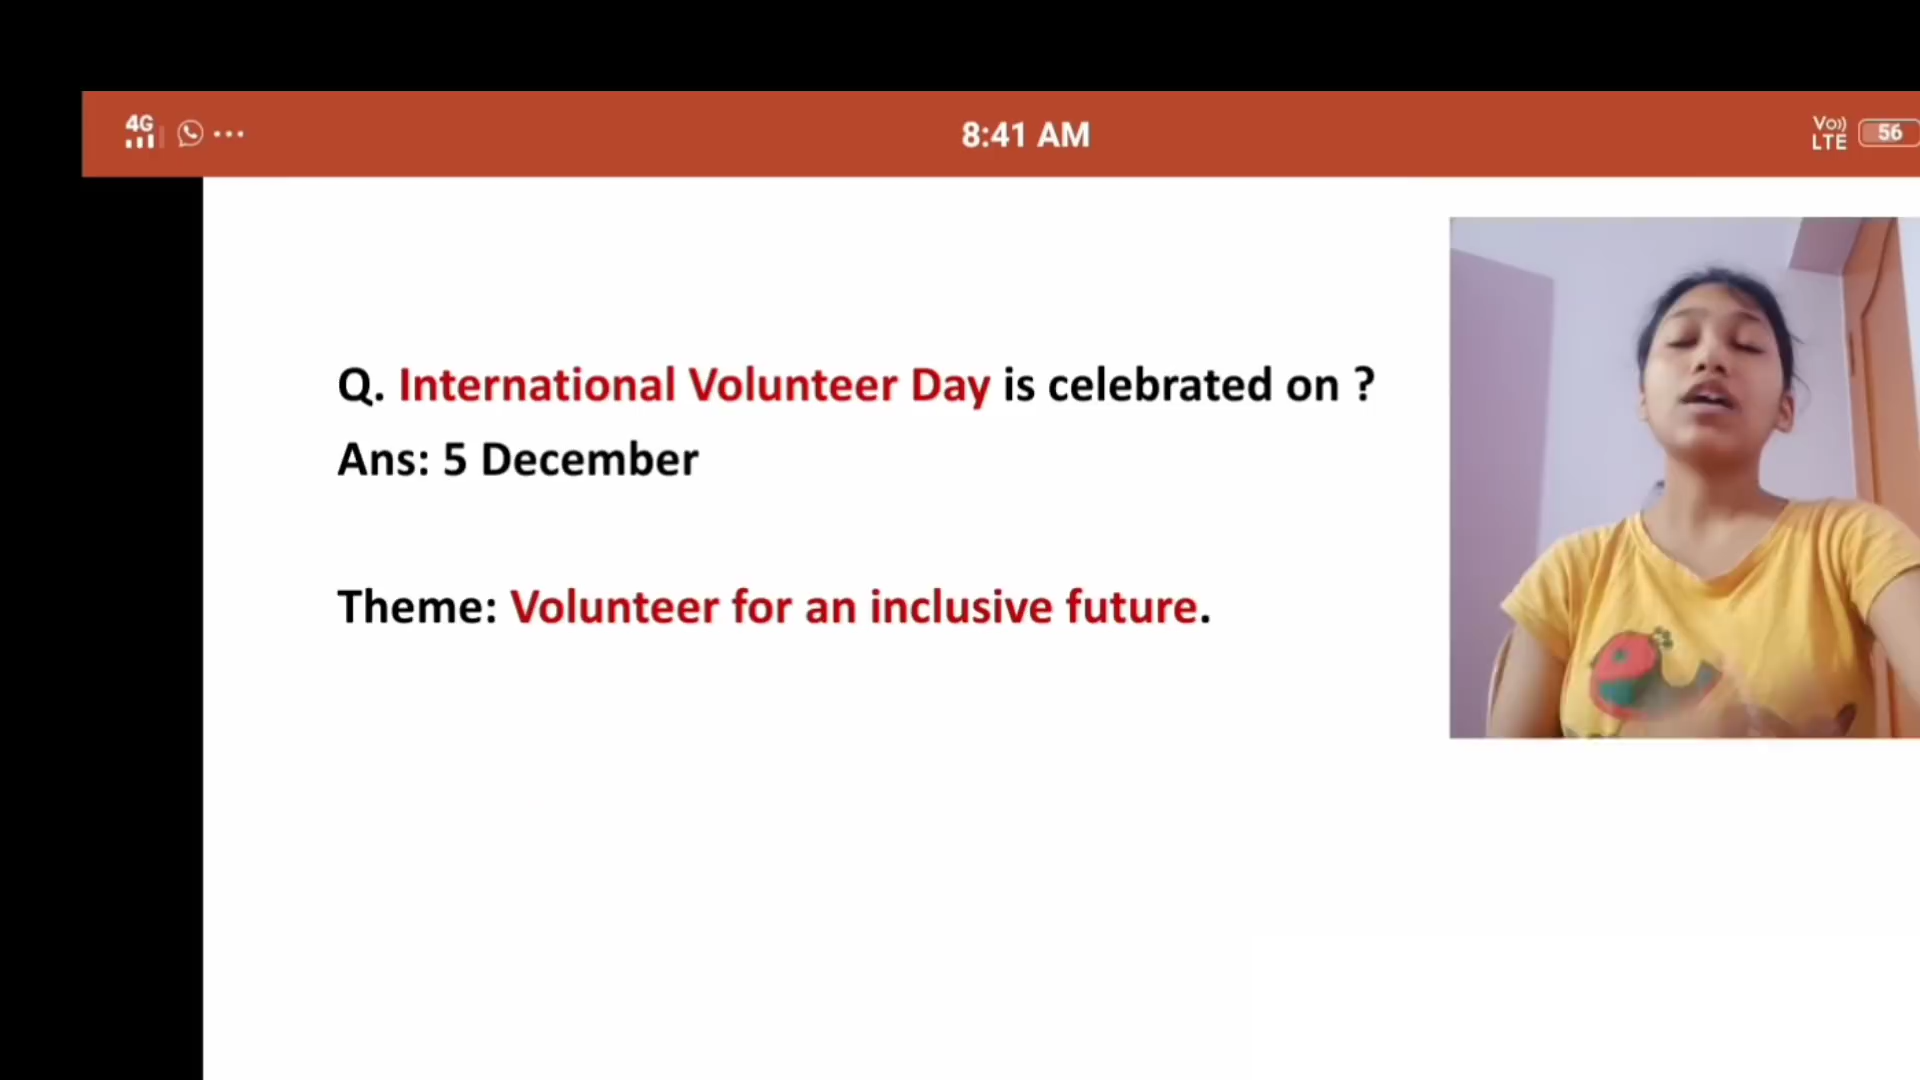 4G
8:41 AM
Vo))
LTE
56
Q. International Volunteer Day is celebrated on ?
Ans: 5 December
Theme: Volunteer for an inclusive future.